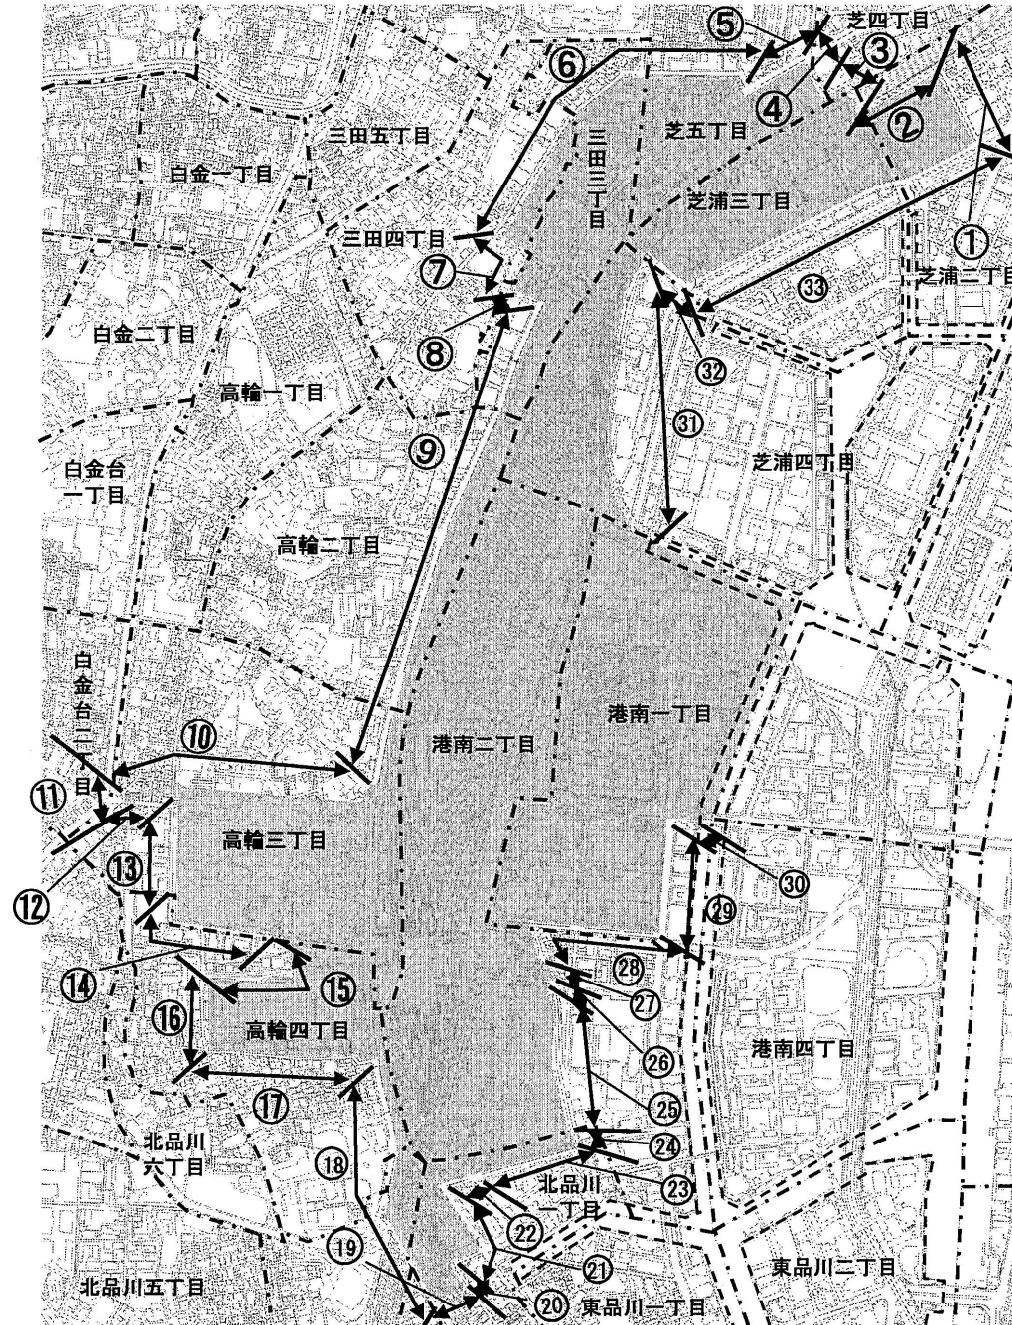 ⑤
芝四丁目
③
⑥
④
②
芝五丁目
三田五丁目
三田三丁目
白金一丁目
芝浦三丁目
三田四丁目
①
⑦
芝浦二丁目
㉝
白金二丁目
⑧
㉜
高輪一丁目
㉛
⑨
白金台
一丁目
芝浦四丁目
高輪二丁目
白金台二丁目
港南一丁目
⑩
港南二丁目
⑪
高輪三丁目
⑬
㉚
⑫
㉙
㉘
⑭
⑮
㉗
⑯
高輪四丁目
㉖
港南四丁目
⑰
㉕
北品川
六丁目
㉔
⑱
北品川
一丁目
㉓
㉒
⑲
㉑
東品川二丁目
北品川五丁目
⑳
東品川一丁目